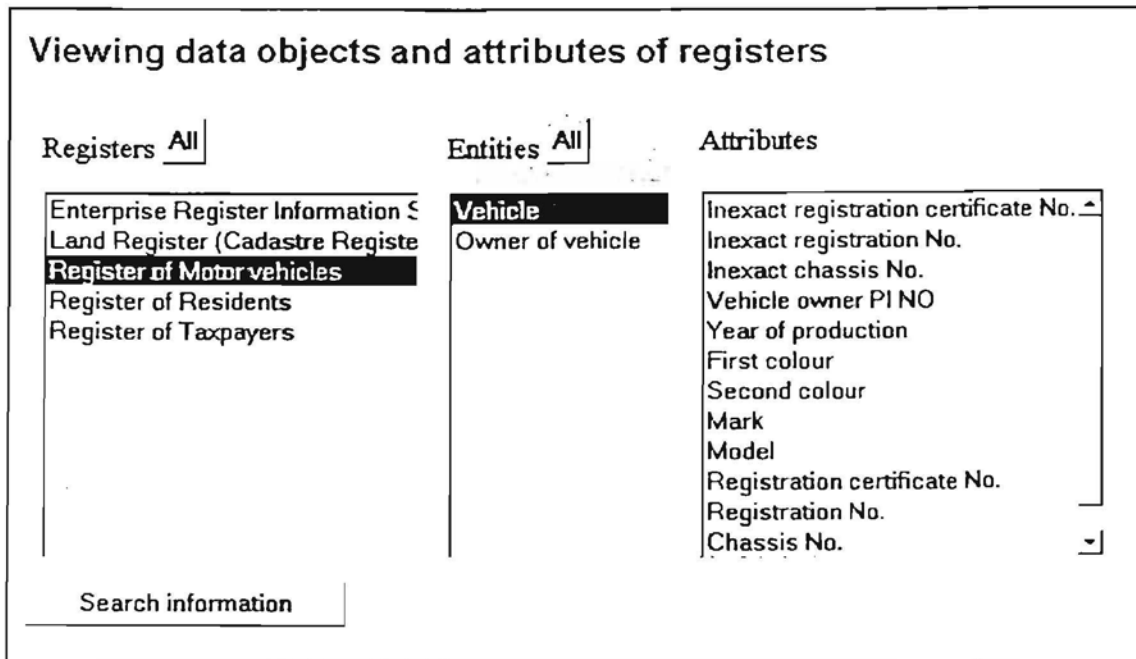 Viewing data objects and attributes of registers
Registers All
Enterprise Register Information S
Land Register (Cadastre Registe
Register of Motor vehicles
Register of Residents
Register of Taxpayers
Entities All
Vehicle
Owner of vehicle
Attributes
Inexact registration certificate No.
Inexact registration No.
Inexact chassis No.
Vehicle owner PI NO
Year of production
First colour
Second colour
Mark
Model
Registration certificate No.
Registration No.
Chassis No.
Search information